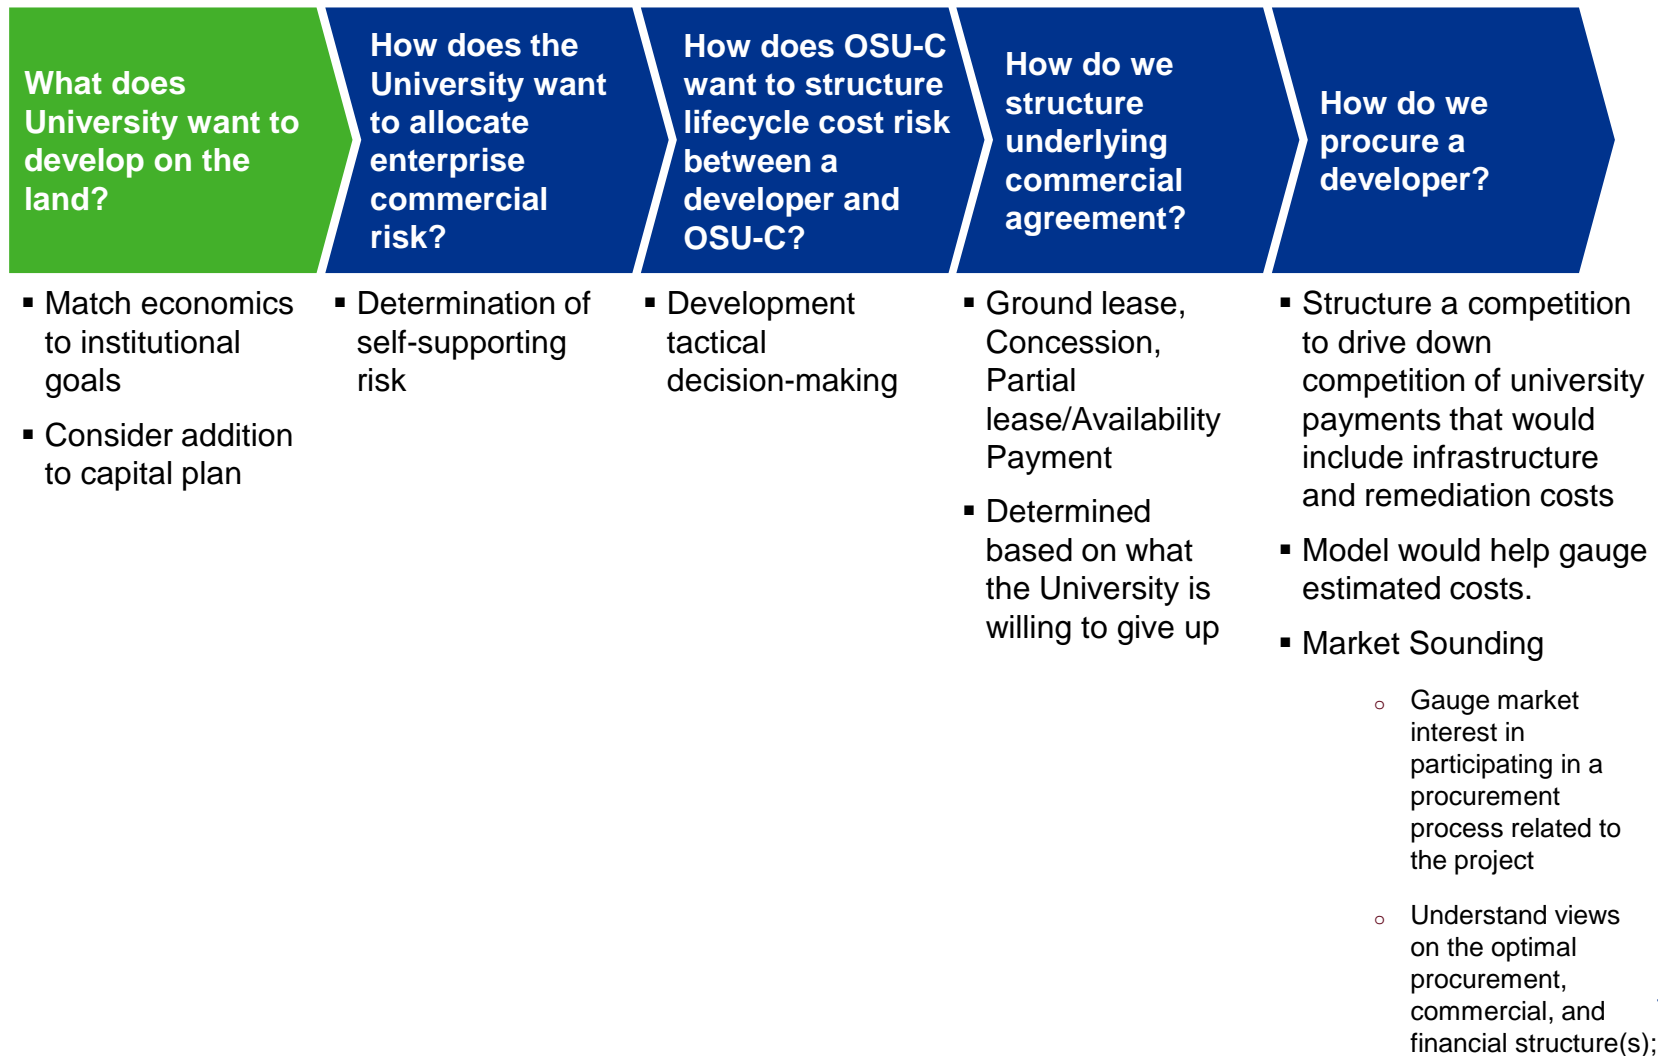 What does
University want to
develop on the
land?
How does the
University want
to allocate
enterprise
commercial
risk?
How does OSU-C
want to structure
lifecycle cost risk
between a
developer and
OSU-C?
How do we
structure
underlying
commercial
agreement?
How do we
procure a
developer?
▪ Match economics
to institutional
goals
▪ Consider addition
to capital plan
▪ Determination of
self-supporting
risk
▪ Development
tactical
decision-making
▪ Ground lease,
Concession,
Partial
lease/Availability
Payment
▪ Determined
based on what
the University is
willing to give up
▪ Structure a competition
to drive down
competition of university
payments that would
include infrastructure
and remediation costs
▪ Model would help gauge
estimated costs.
▪ Market Sounding
o Gauge market
interest in
participating in a
procurement
process related to
the project
o Understand views
on the optimal
procurement,
commercial, and
financial structure(s);